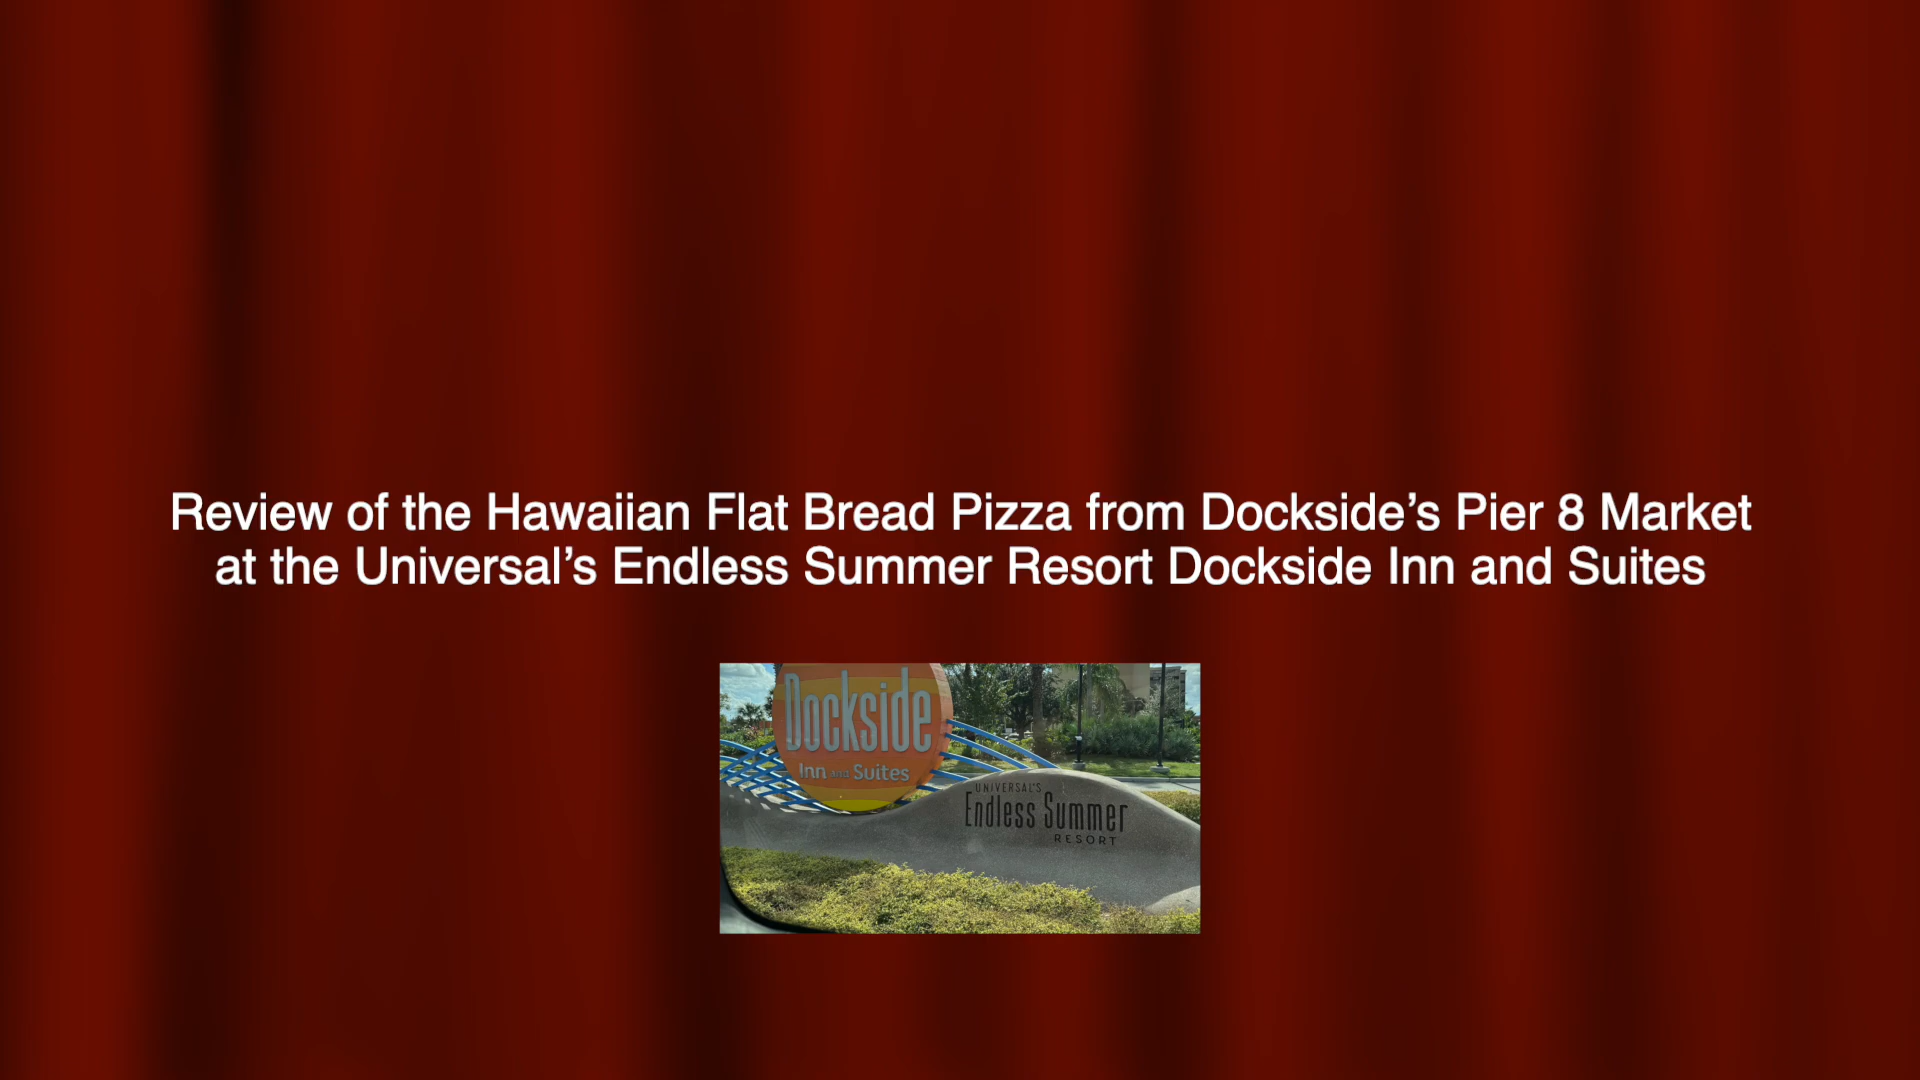 Review of the Hawaiian Flat Bread Pizza from Dockside’s Pier 8 Market
at the Universal’s Endless Summer Resort Dockside Inn and Suites
Dockside
Inn and Suites
UNIVERSAL'S
Endless Summer
RESORT